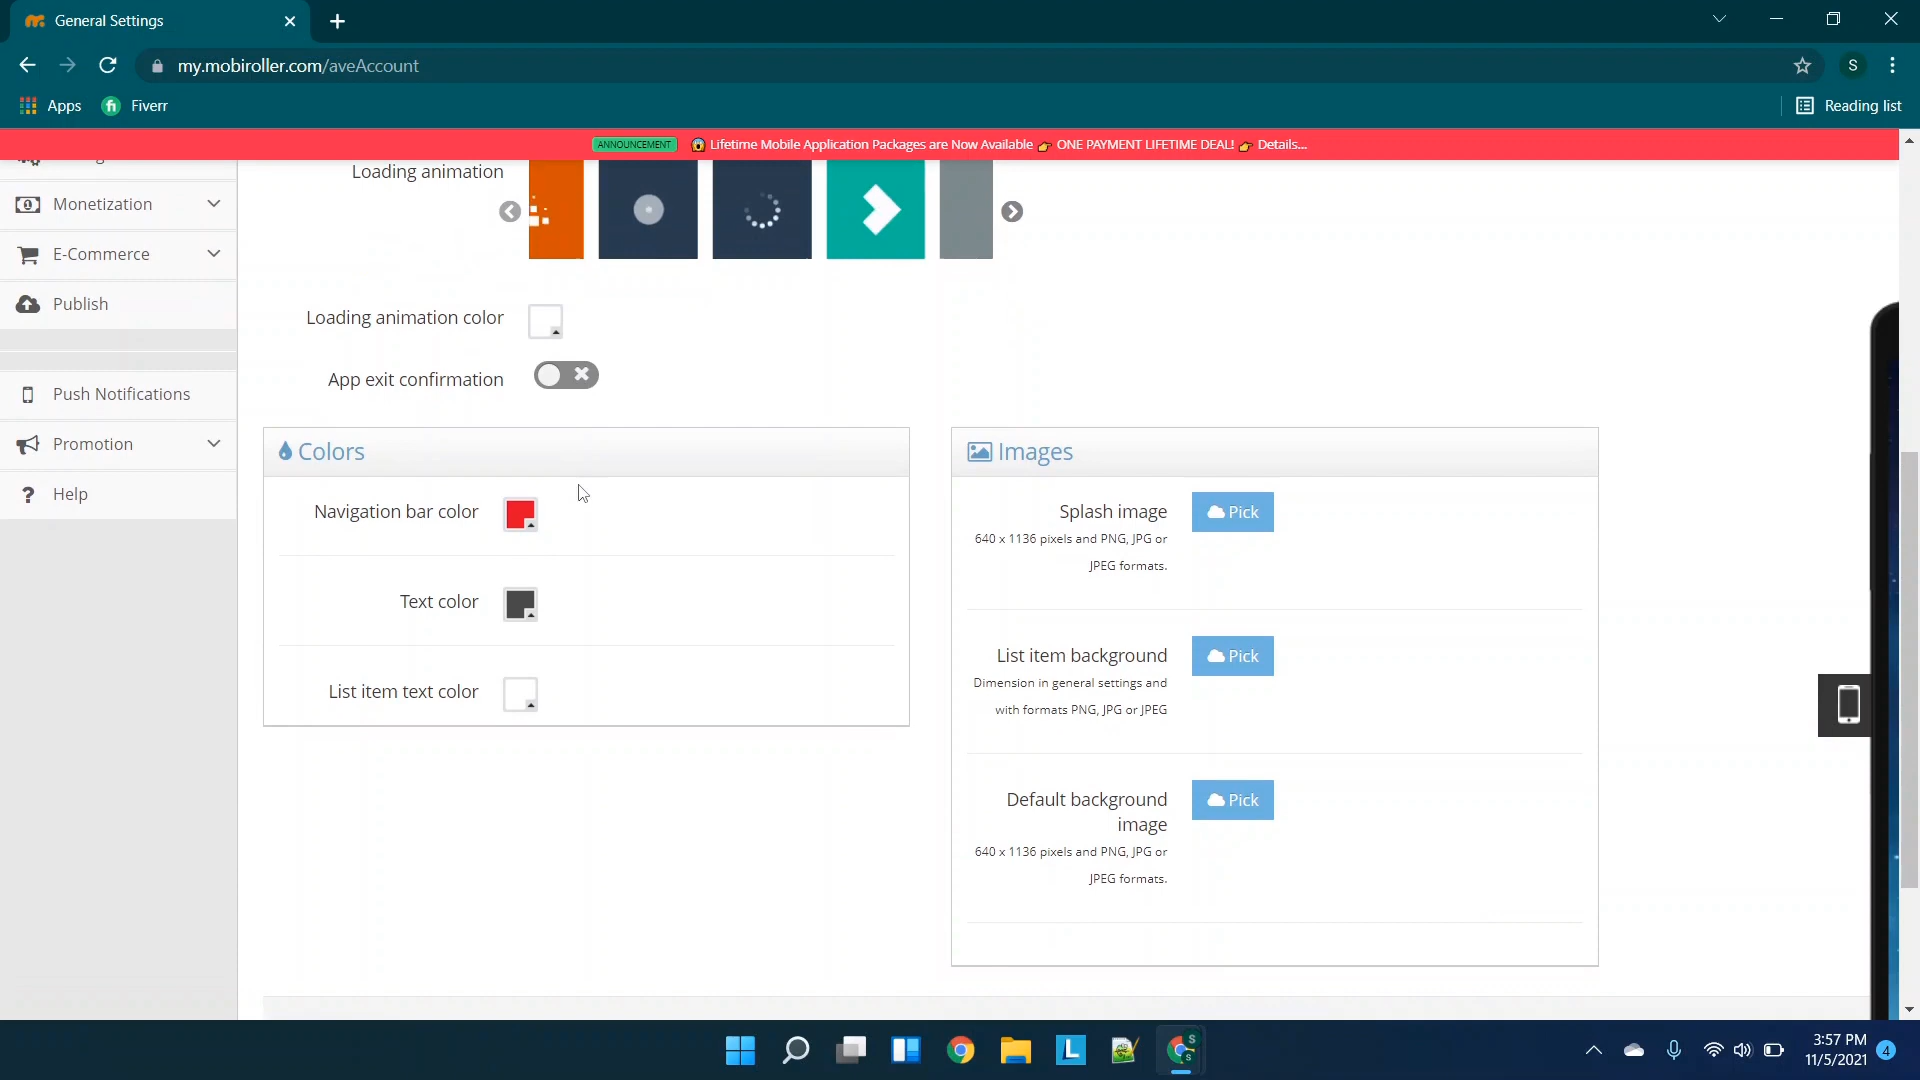 General Settings
my.mobiroller.com/aveAccount
S
Apps
Fiverr
Reading list
ANNOUNCEMENT 😱 Lifetime Mobile Application Packages are Now Available 👉 ONE PAYMENT LIFETIME DEAL! 👉 Details...
Loading animation
Monetization
E-Commerce
Publish
Loading animation color
App exit confirmation
Push Notifications
Promotion
Help
Colors
Navigation bar color
Text color
List item text color
Images
Splash image
Pick
640 x 1136 pixels and PNG, JPG or
JPEG formats.
List item background
Pick
Dimension in general settings and
with formats PNG, JPG or JPEG
Default background
image
Pick
640 x 1136 pixels and PNG, JPG or
JPEG formats.
3:57 PM
11/5/2021
4